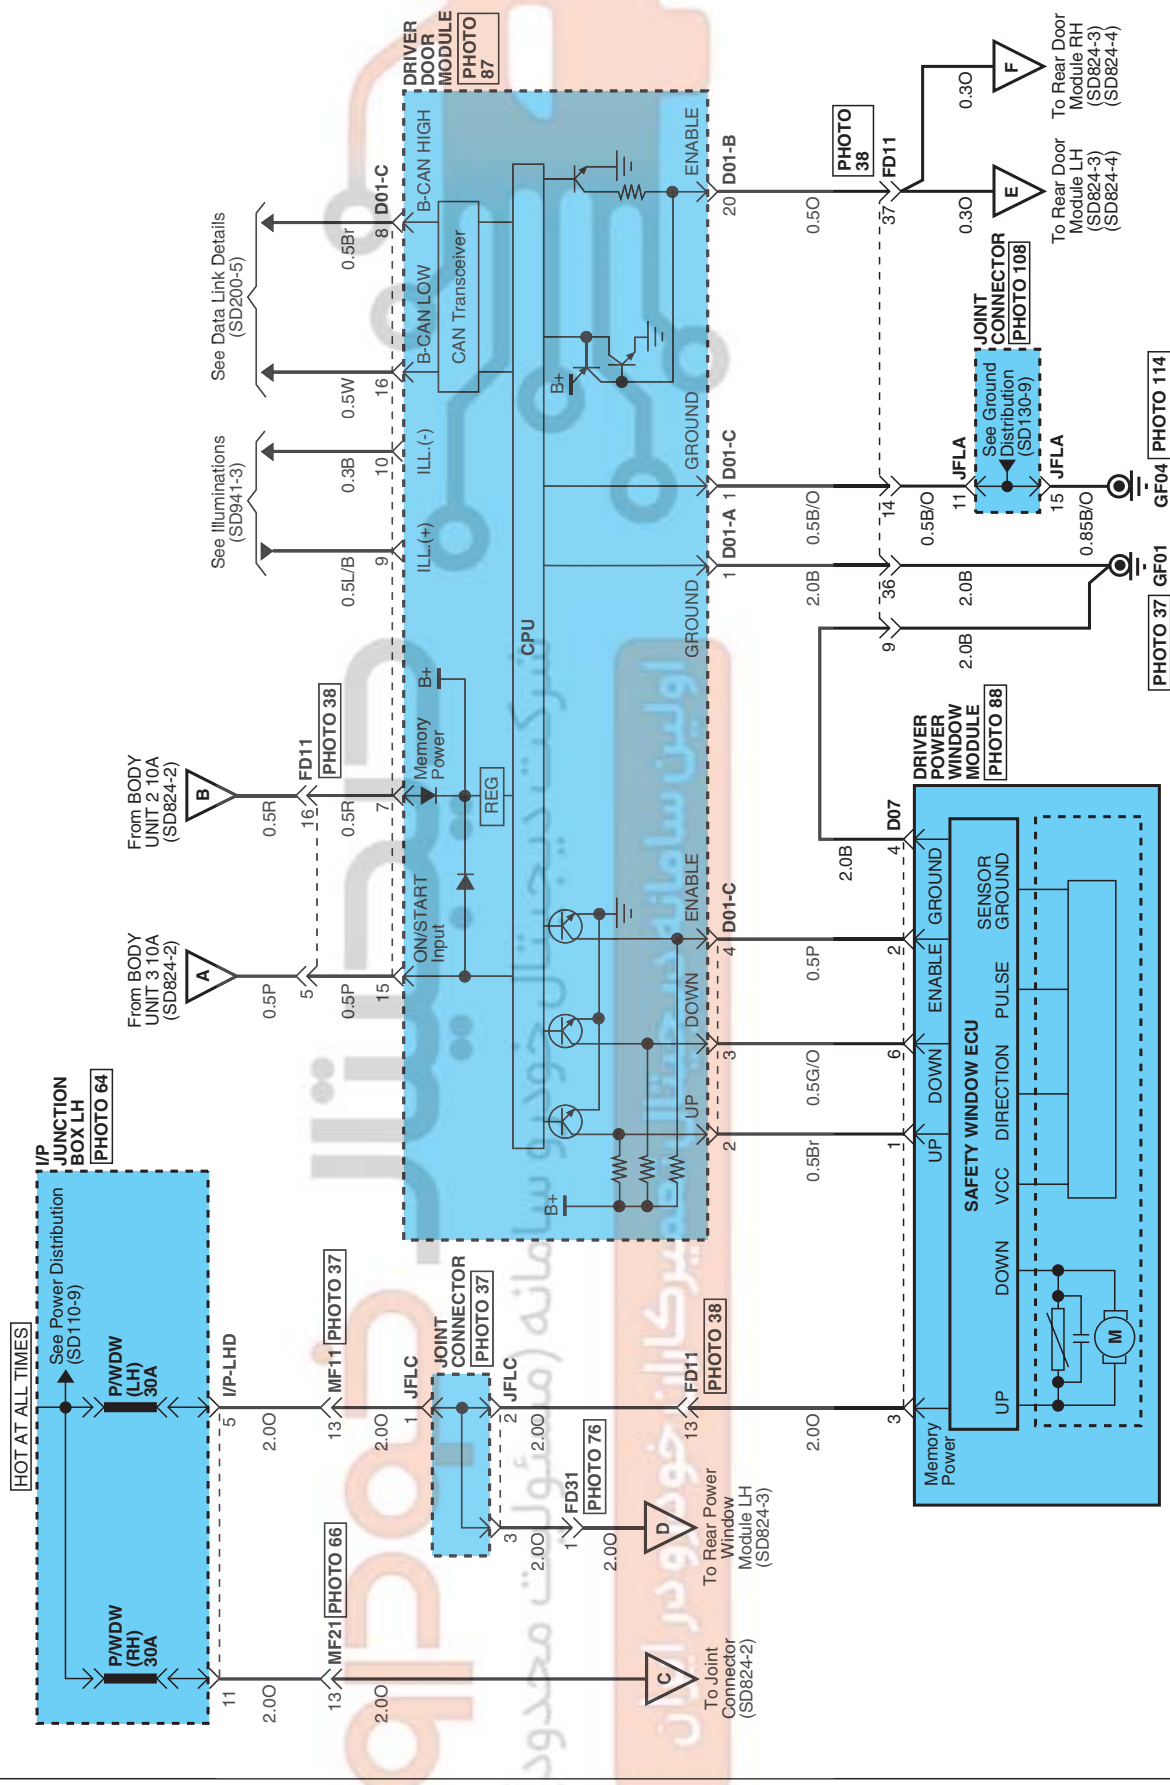 HOT AT ALL TIMES
I/P
JUNCTION
BOX LH
PHOTO 64
See Power Distribution
(SD110-9)
P/WDW
(LH)
30A
P/WDW
(RH)
30A
5
I/P-LHD
11
2.0O
2.0O
13
MF11
PHOTO 37
13
MF21
PHOTO 66
2.0O
2.0O
1
JFLC
JOINT
CONNECTOR
PHOTO 37
2
JFLC
3
2.0O
2.0O
1
FD31
PHOTO 76
2.0O
D
To Rear Power
Window
Module LH
(SD824-3)
C
To Joint
Connector
(SD824-2)
13
FD11
PHOTO 38
2.0O
3
From BODY
UNIT 3 10A
(SD824-2)
A
0.5P
5
0.5P
15
From BODY
UNIT 2 10A
(SD824-2)
B
0.5R
16
FD11
PHOTO 38
0.5R
7
See Illuminations
(SD941-3)
0.5L/B
9
0.3B
10
See Data Link Details
(SD200-5)
0.5W
16
0.5Br
8
D01-C
DRIVER
DOOR
MODULE
PHOTO
87
ON/START
Input
Memory
Power
B+
REG
ILL.(+)
ILL.(-)
B-CAN LOW
B-CAN HIGH
CAN Transceiver
CPU
B+
B+
UP
DOWN
ENABLE
GROUND
GROUND
ENABLE
2
3
4
D01-C
1
D01-A
1
D01-C
20
D01-B
0.5Br
0.5G/O
0.5P
2.0B
0.5B/O
0.5O
PHOTO
38
9
36
14
37
FD11
2.0B
2.0B
0.5B/O
0.3O
0.3O
E
F
To Rear Door
Module LH
(SD824-3)
(SD824-4)
To Rear Door
Module RH
(SD824-3)
(SD824-4)
11
JFLA
JOINT
CONNECTOR
PHOTO 108
See Ground
Distribution
(SD130-9)
15
JFLA
0.85B/O
PHOTO 37
GF01
GF04
PHOTO 114
1
6
2
4
D07
2.0B
DRIVER
POWER
WINDOW
MODULE
PHOTO 88
Memory
Power
UP
DOWN
ENABLE
GROUND
SAFETY WINDOW ECU
UP
DOWN
VCC
DIRECTION
PULSE
SENSOR
GROUND
M
شرکت دیجیتال خودرو سامانه (مسئولیت محدود
اولین سامانه دیجیتال تعمیرکاران خودرو در ایران